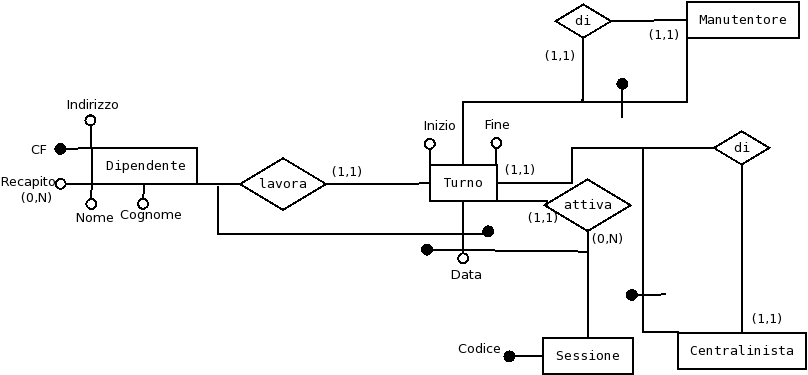 di
Manutentore
(1,1)
(1,1)
Indirizzo
CF
Dipendente
Recapito
(0,N)
Nome
Cognome
lavora
(1,1)
Inizio
Fine
Turno
(1,1)
di
attiva
(1,1)
(0,N)
Data
(1,1)
Codice
Sessione
Centralinista